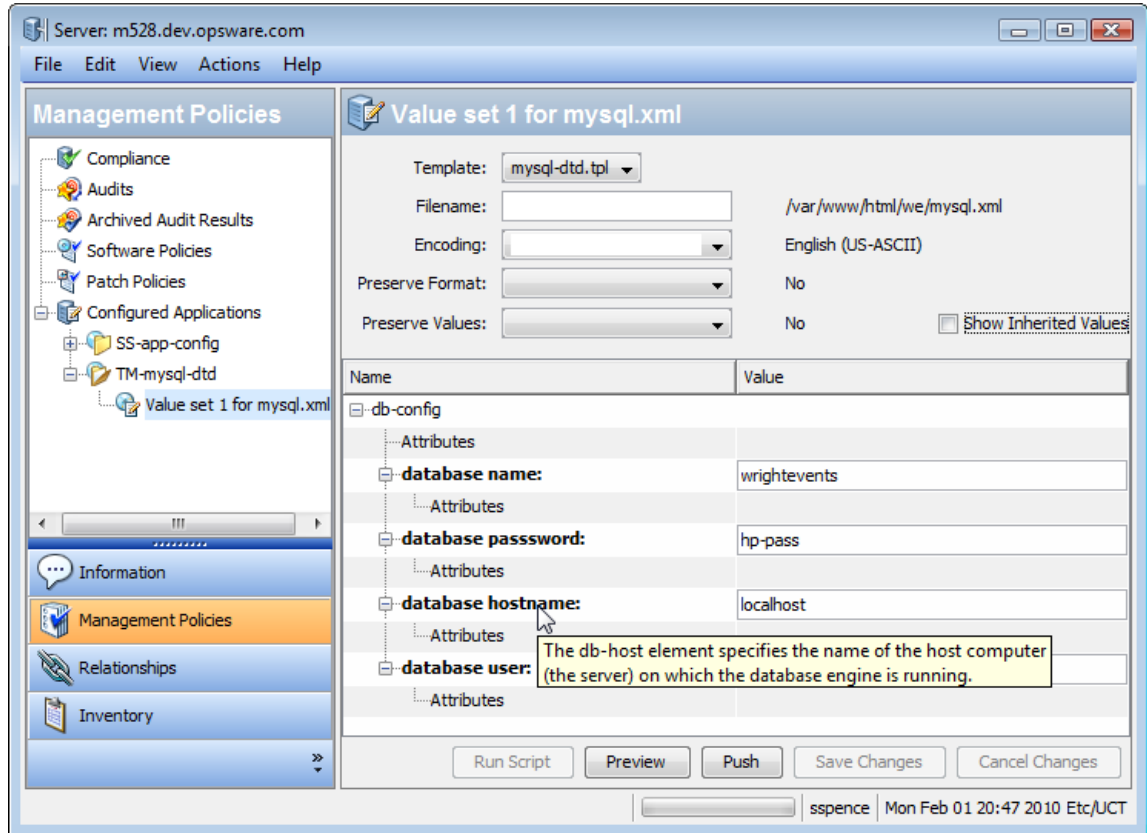 Server: m528.dev.opsware.com
File Edit View Actions Help
Management Policies
Compliance
Audits
Archived Audit Results
Software Policies
Patch Policies
Configured Applications
SS-app-config
TM-mysql-dtd
Value set 1 for mysql.xml
Information
Management Policies
Relationships
Inventory
Value set 1 for mysql.xml
Template: mysql-dtd.tpl
Filename: /var/www/html/we/mysql.xml
Encoding: English (US-ASCII)
Preserve Format: No
Preserve Values: No Show Inherited Values
Name Value
db-config
Attributes
database name: wrightevents
Attributes
database passsword: hp-pass
Attributes
database hostname: localhost
Attributes
The db-host element specifies the name of the host computer
(the server) on which the database engine is running.
database user:
Attributes
Run Script Preview Push Save Changes Cancel Changes
sspence Mon Feb 01 20:47 2010 Etc/UCT